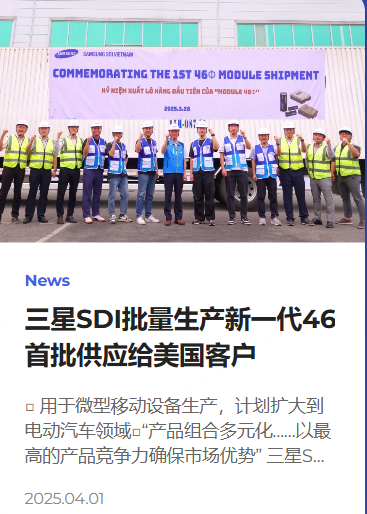 SAMSUNG
SAMSUNG SDI VIETNAM
COMMEMORATING THE 1ST 46Φ MODULE SHIPMENT
KỶ NIỆM XUẤT LÔ HÀNG ĐẦU TIÊN CỦA "MODULE 46Φ"
2025.3.28
News
三星SDI批量生产新一代46
首批供应给美国客户
□ 用于微型移动设备生产，计划扩大到
电动汽车领域□“产品组合多元化......以最
高的产品竞争力确保市场优势” 三星S...
2025.04.01